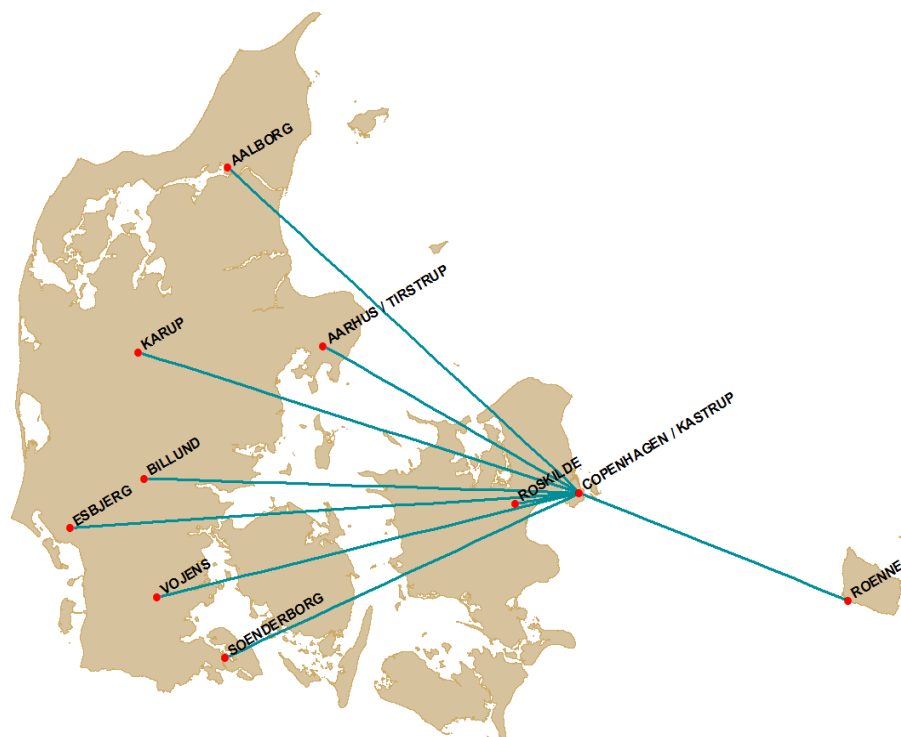 AALBORG
AARHUS / TIRSTRUP
KARUP
COPENHAGEN / KASTRUP
BILLUND
ROSKILDE
ESBJERG
VOJENS
ROENNE
SOENDERBORG